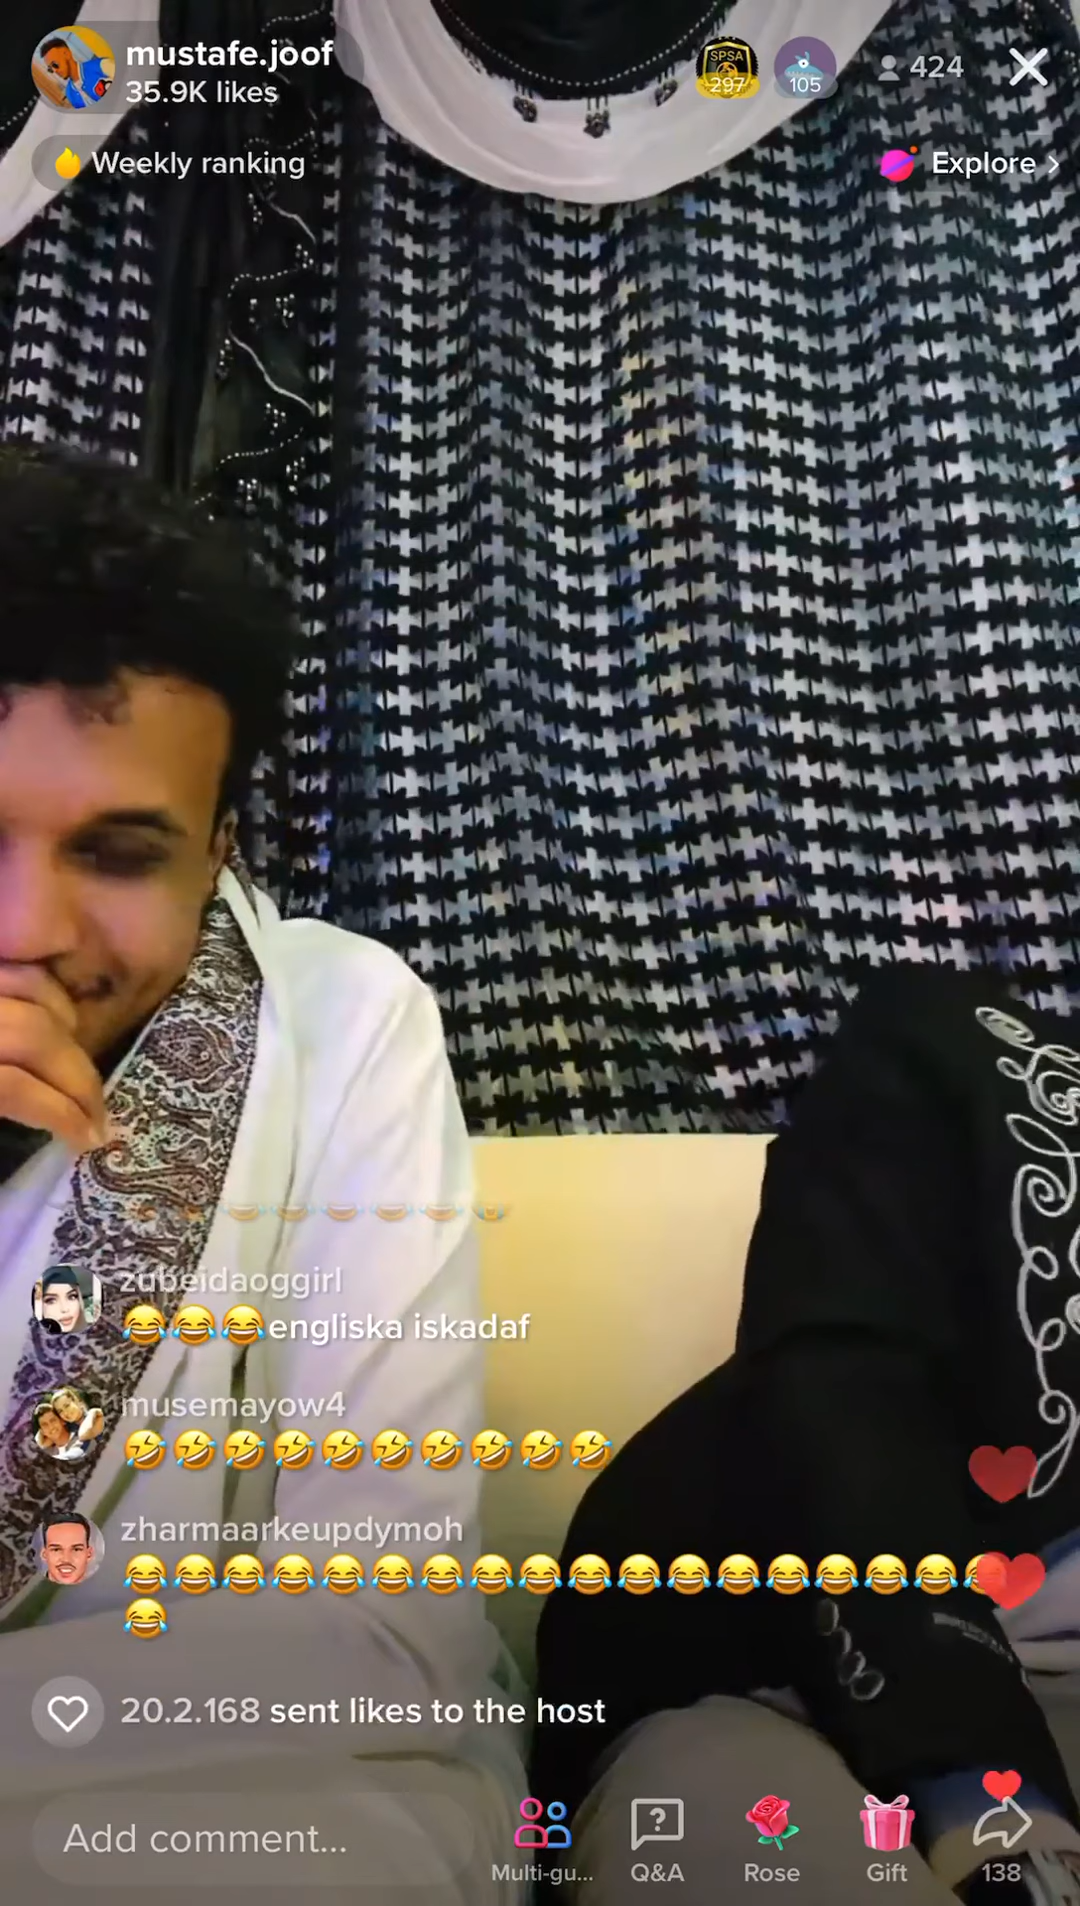 mustafe.joof
35.9K likes
SPSA
297
105
424
Weekly ranking
Explore
zubeidaoggirl
😂😂😂engliska iskadaf
musemayow4
🤣🤣🤣🤣🤣🤣🤣🤣🤣🤣
zharmaarkeupdymoh
😂😂😂😂😂😂😂😂😂😂😂😂😂😂😂😂😂😂
😂
20.2.168 sent likes to the host
Add comment...
Multi-gu...
Q&A
Rose
Gift
138